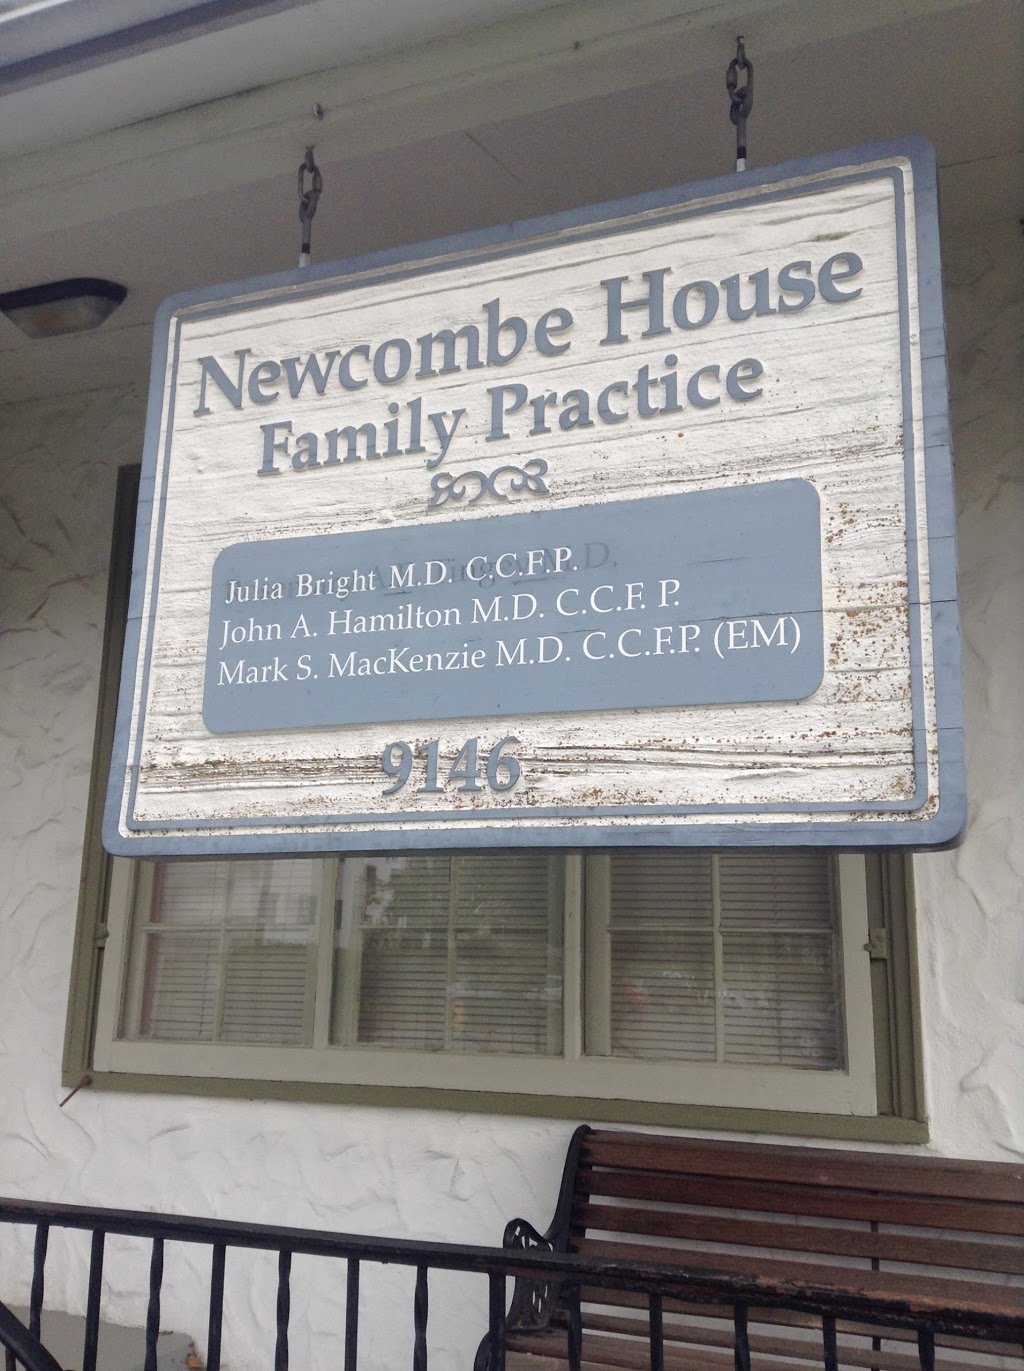 Newcombe House
Family Practice
Julia Bright M.D. C.C.F.P.
John A. Hamilton M.D. C.C.F. P.
Mark S. MacKenzie M.D. C.C.F.P. (EM)
9146